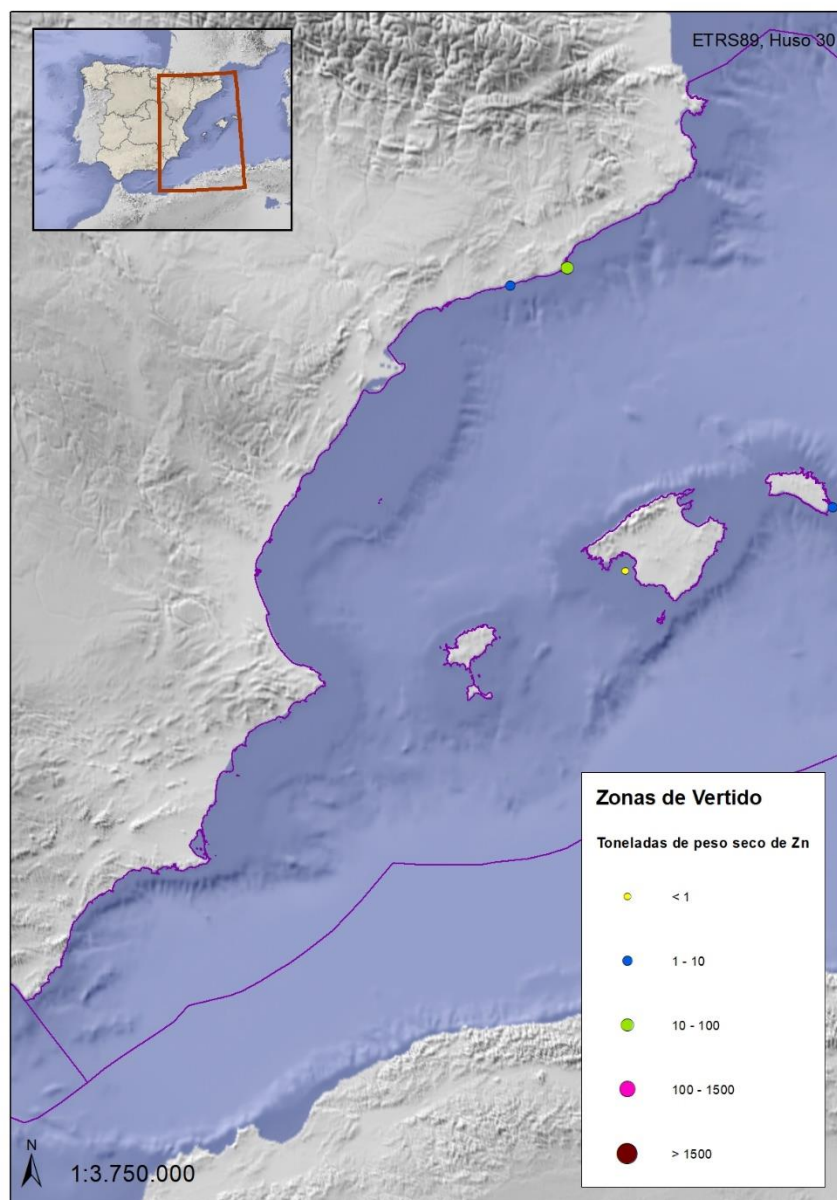 ETRS89, Huso 30
Zonas de Vertido
Toneladas de peso seco de Zn
< 1
1 - 10
10 - 100
100 - 1500
> 1500
N
1:3.750.000